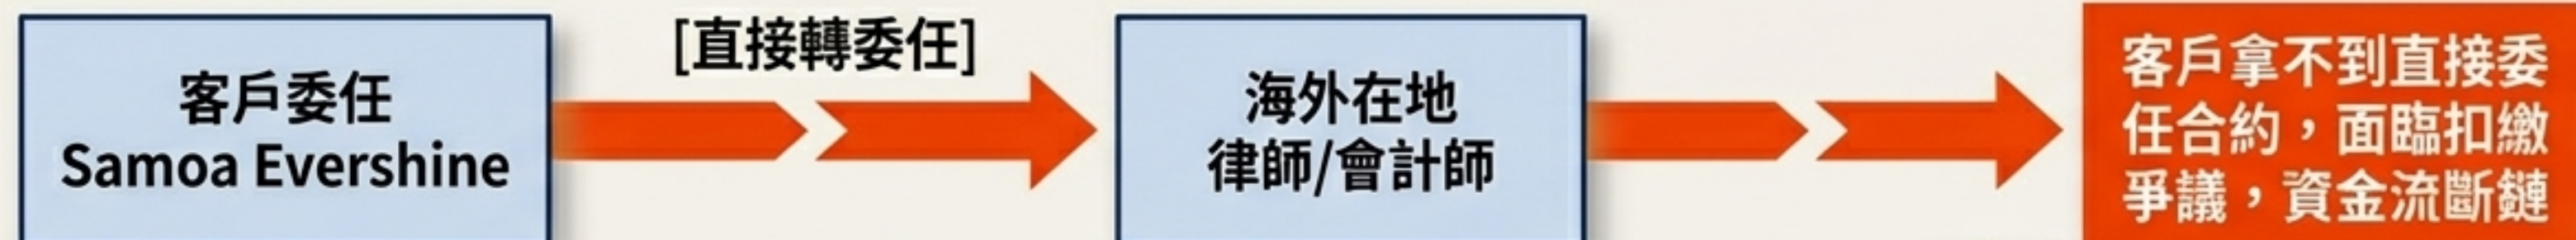 客戶委任
Samoa Evershine
[直接轉委任]
海外在地
律師/會計師
客戶拿不到直接委
任合約，面臨扣繳
爭議，資金流斷鏈